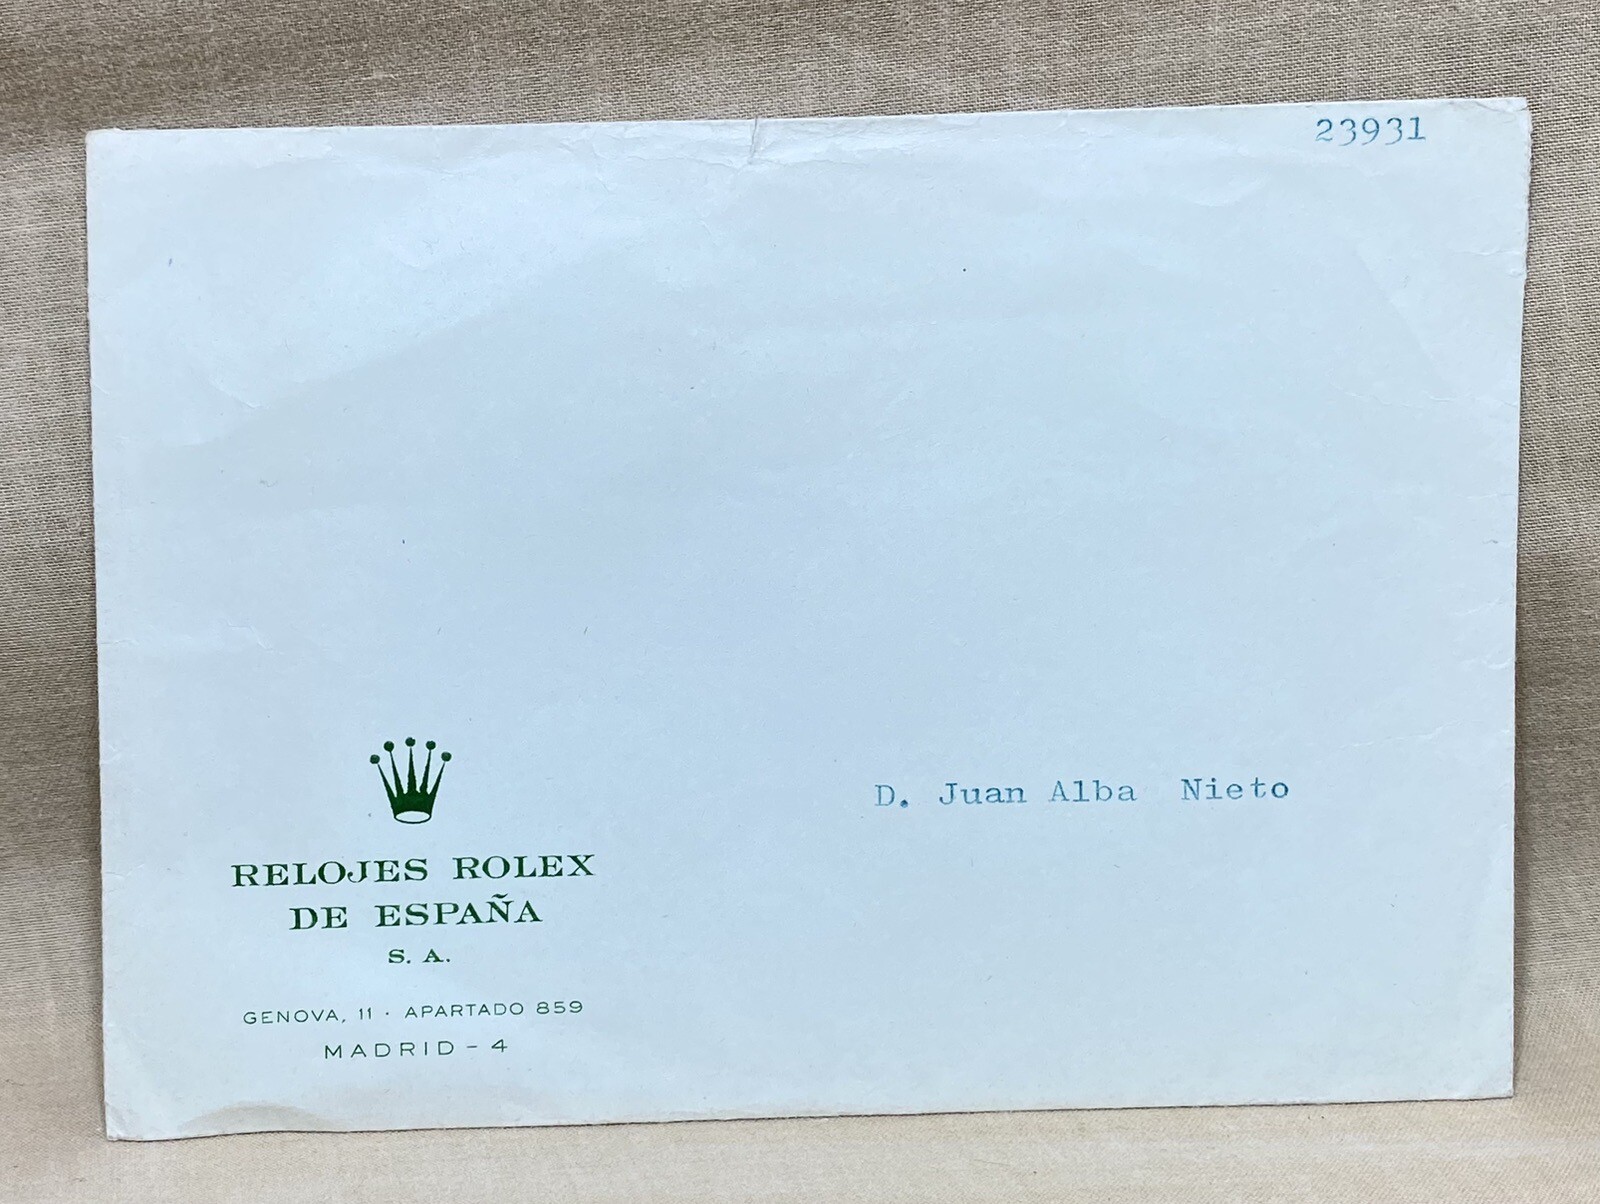 23931
D. Juan Alba Nieto
RELOJES ROLEX
DE ESPAÑA
S. A.
GENOVA, 11 · APARTADO 859
MADRID - 4